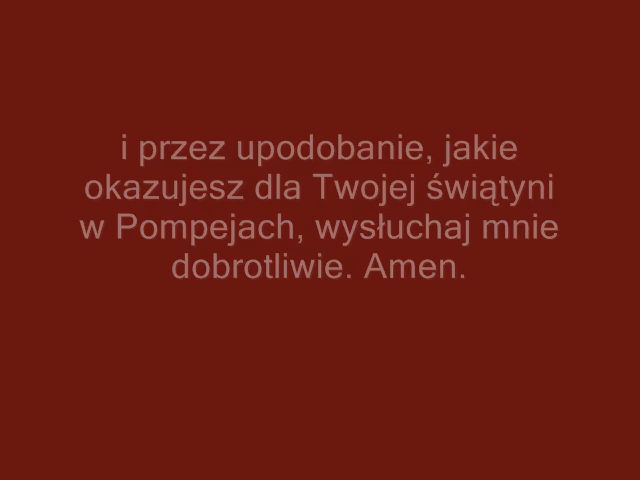 i przez upodobanie, jakie
okazujesz dla Twojej świątyni
w Pompejach, wysłuchaj mnie
dobrotliwie. Amen.